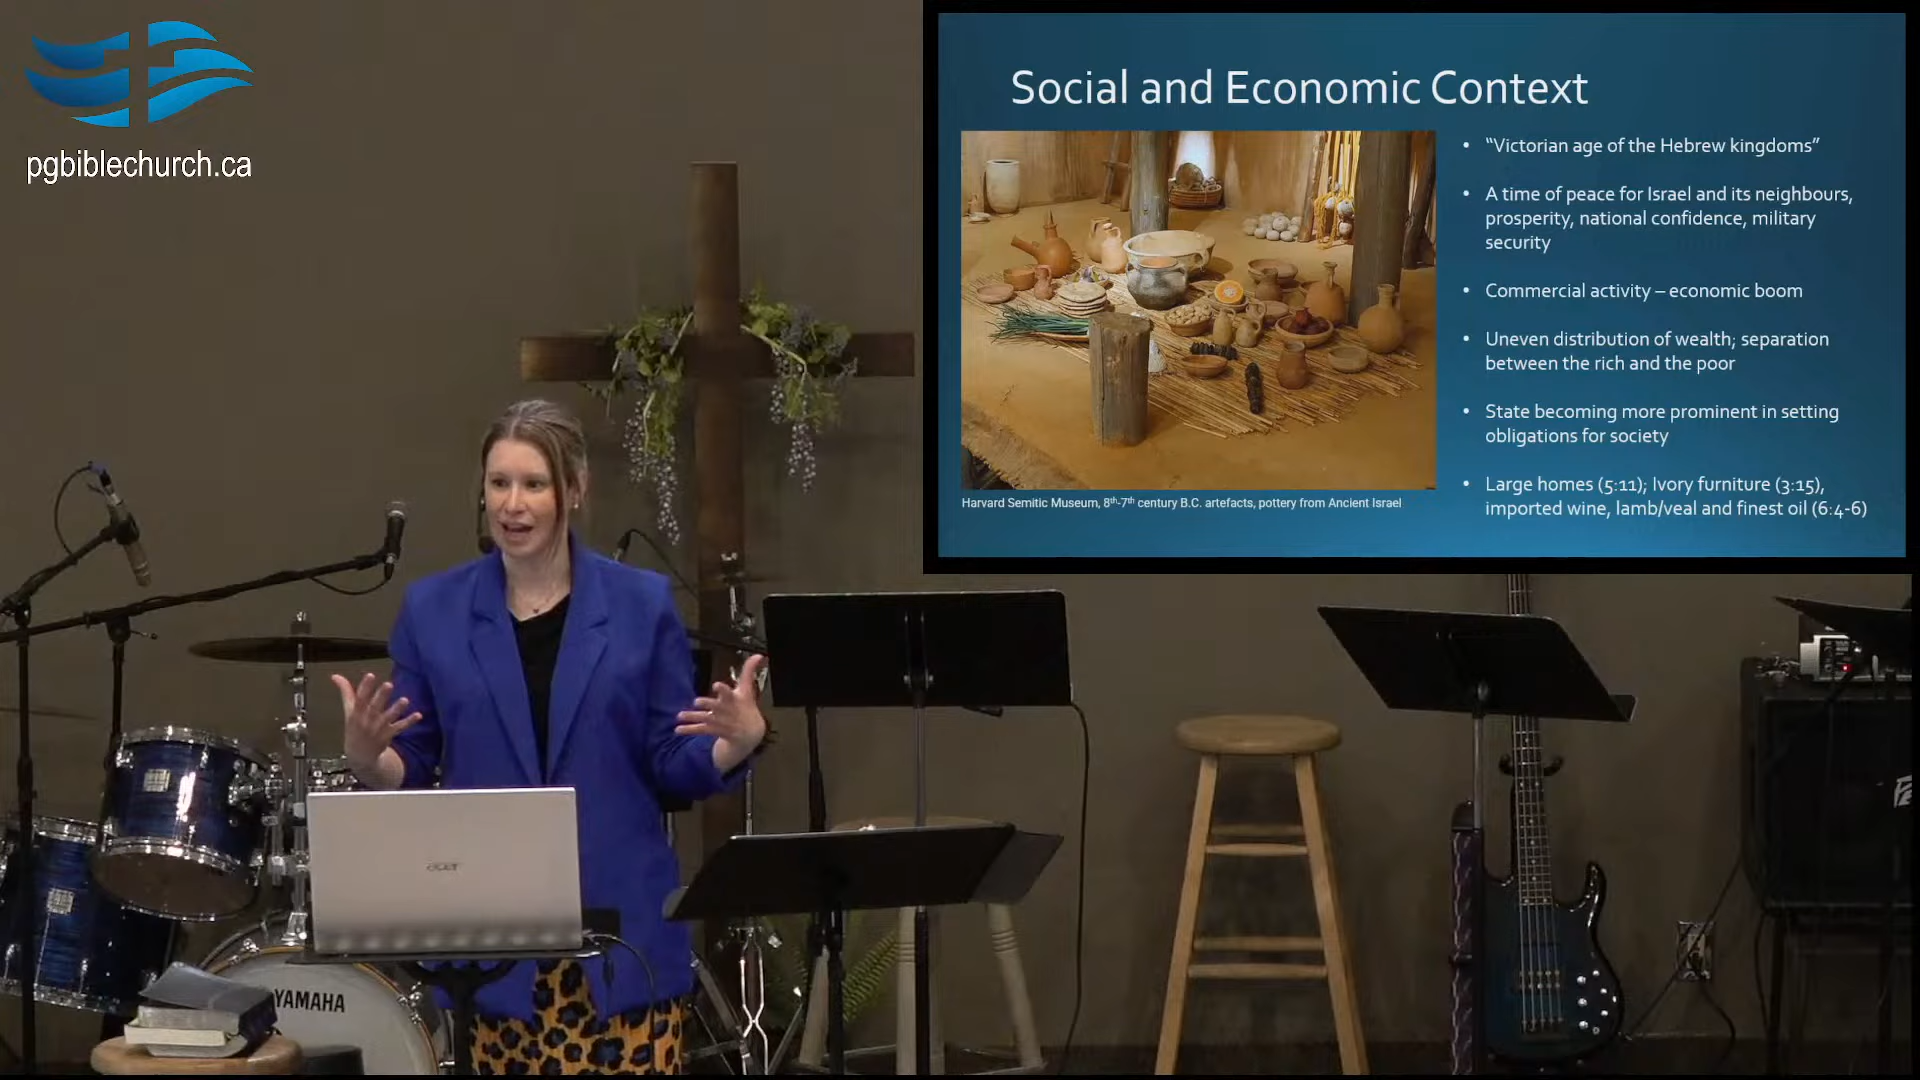 pgbiblechurch.ca
Social and Economic Context
• “Victorian age of the Hebrew kingdoms”
• A time of peace for Israel and its neighbours,
prosperity, national confidence, military
security
• Commercial activity – economic boom
• Uneven distribution of wealth; separation
between the rich and the poor
• State becoming more prominent in setting
obligations for society
• Large homes (5:11); Ivory furniture (3:15),
imported wine, lamb/veal and finest oil (6:4-6)
Harvard Semitic Museum, 8th-7th century B.C. artefacts, pottery from Ancient Israel
acer
YAMAHA